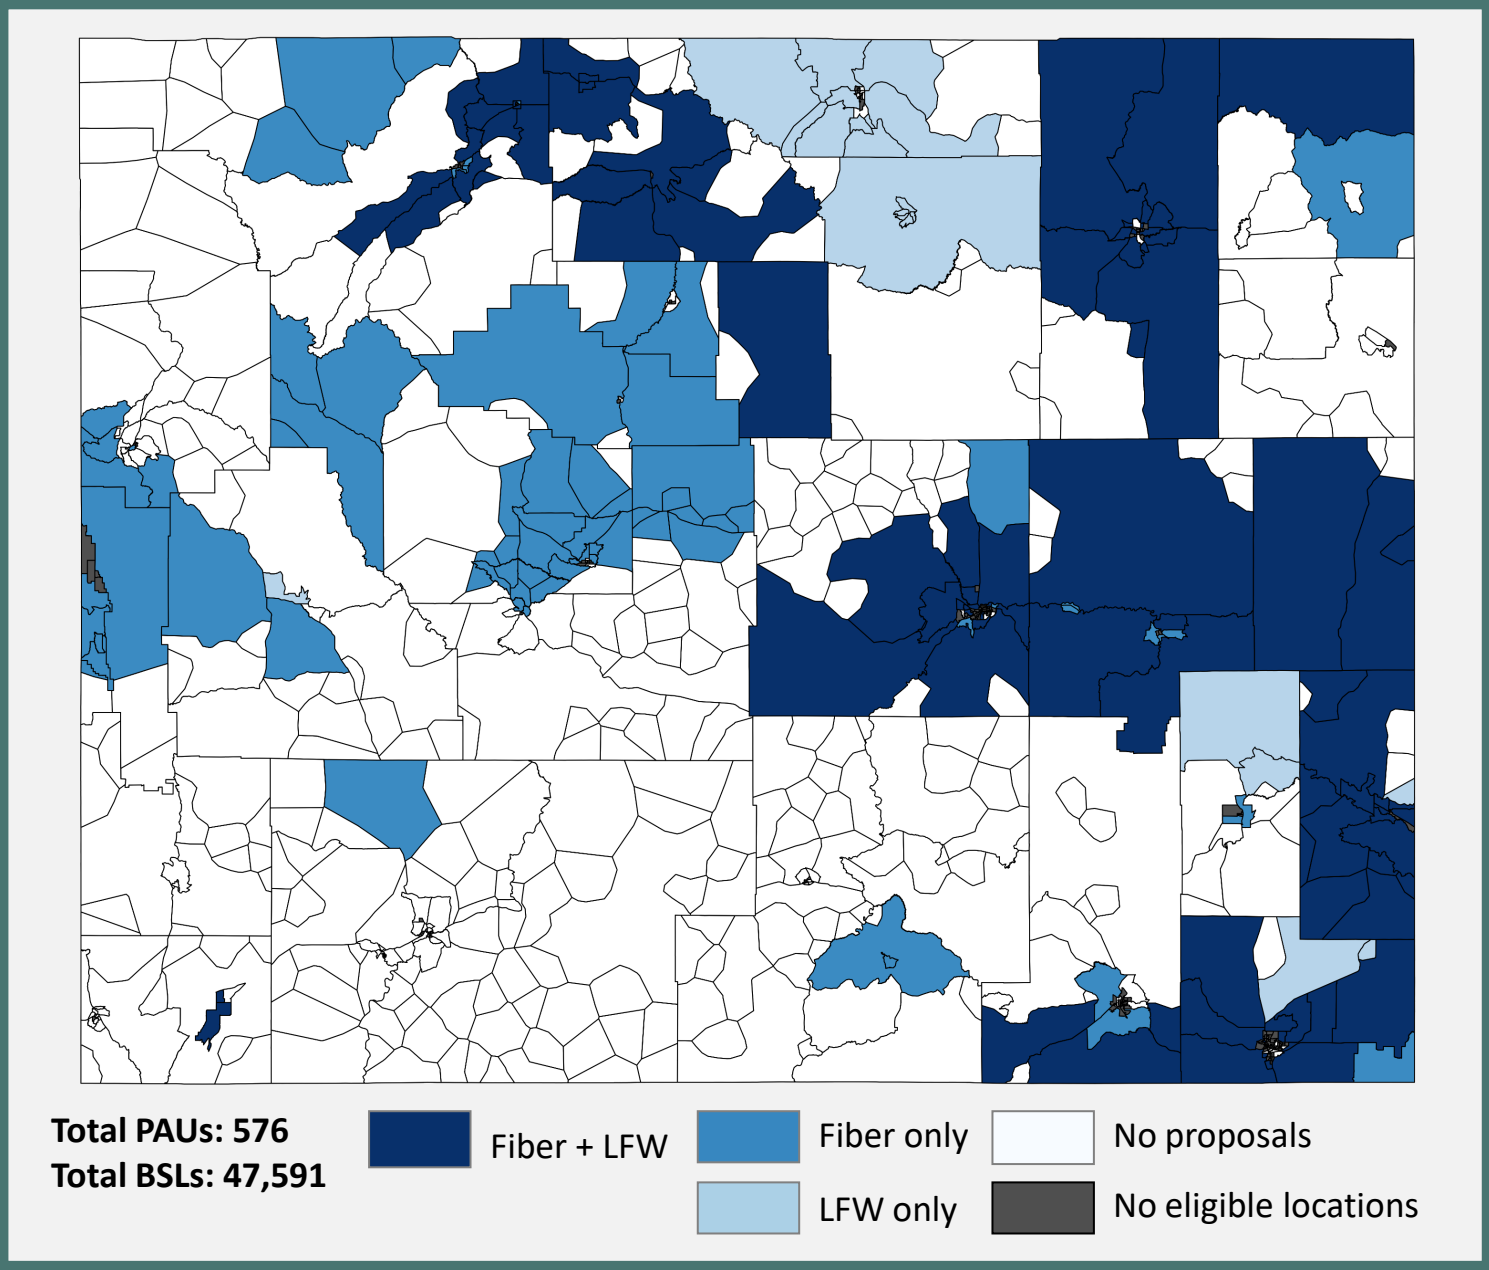 Total PAUs: 576
Total BSLs: 47,591
Fiber + LFW
Fiber only
No proposals
LFW only
No eligible locations